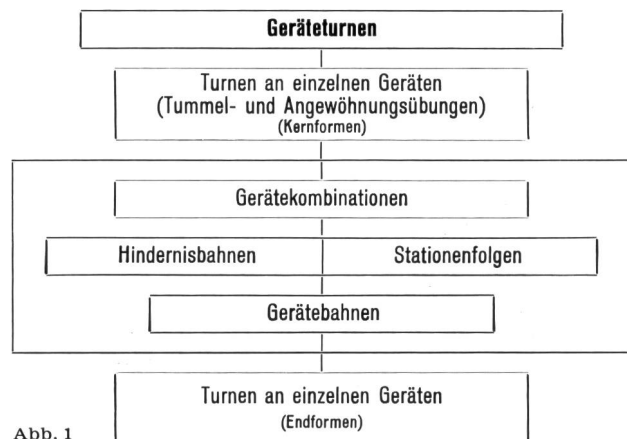 Geräteturnen
Turnen an einzelnen Geräten
(Tummel- und Angewöhnungsübungen)
(Kernformen)
Gerätekombinationen
Hindernisbahnen
Stationenfolgen
Gerätebahnen
Turnen an einzelnen Geräten
(Endformen)
Abb. 1